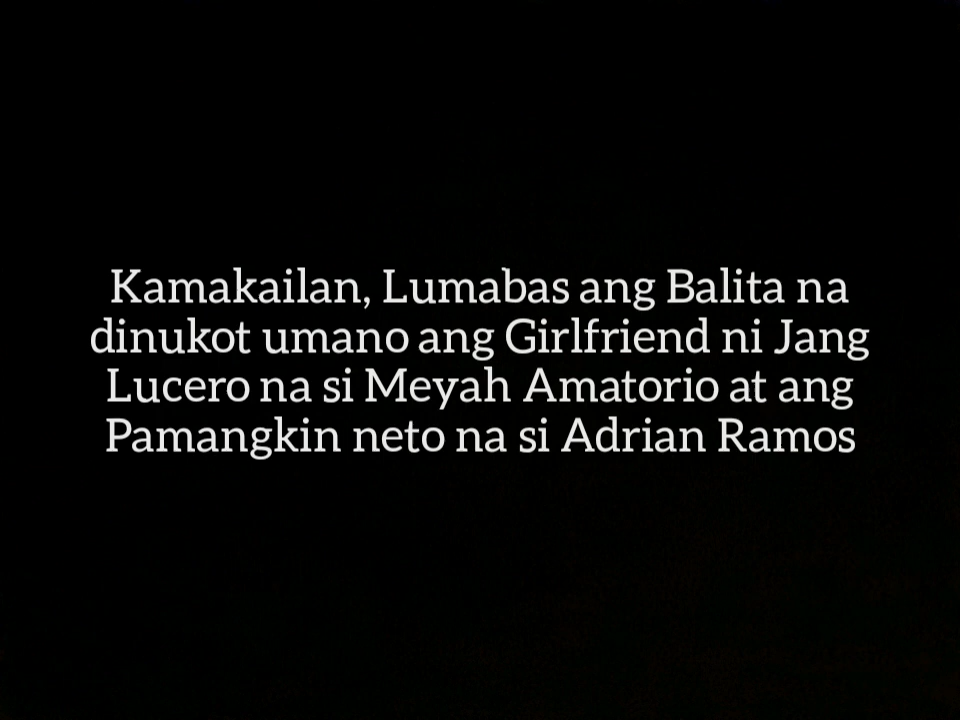 Kamakailan, Lumabas ang Balita na
dinukot umano ang Girlfriend ni Jang
Lucero na si Meyah Amatorio at ang
Pamangkin neto na si Adrian Ramos